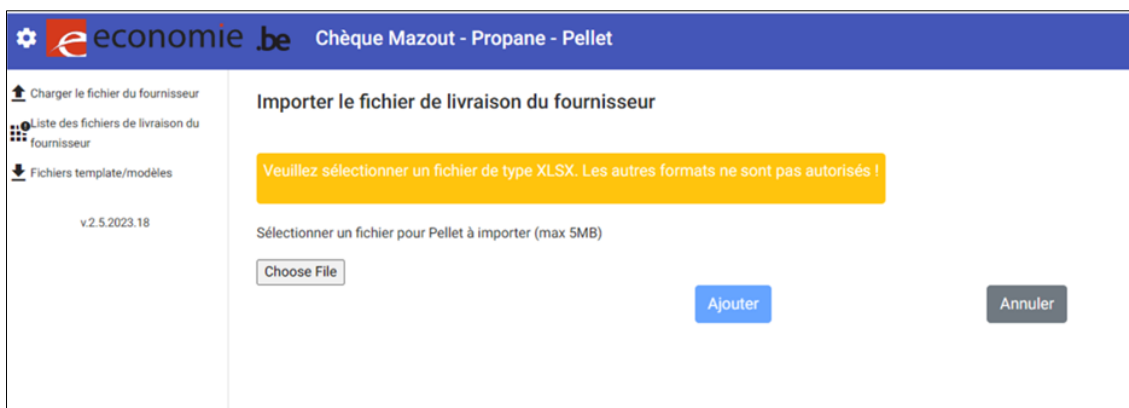 economie .be Chèque Mazout - Propane - Pellet
Charger le fichier du fournisseur
Liste des fichiers de livraison du
fournisseur
Fichiers template/modèles
v.2.5.2023.18
Importer le fichier de livraison du fournisseur
Veuillez sélectionner un fichier de type XLSX. Les autres formats ne sont pas autorisés !
Sélectionner un fichier pour Pellet à importer (max 5MB)
Choose File
Ajouter Annuler